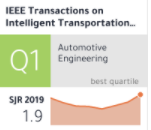 IEEE Transactions on
Intelligent Transportation...
Q1
Automotive
Engineering
best quartile
SJR 2019
1.9